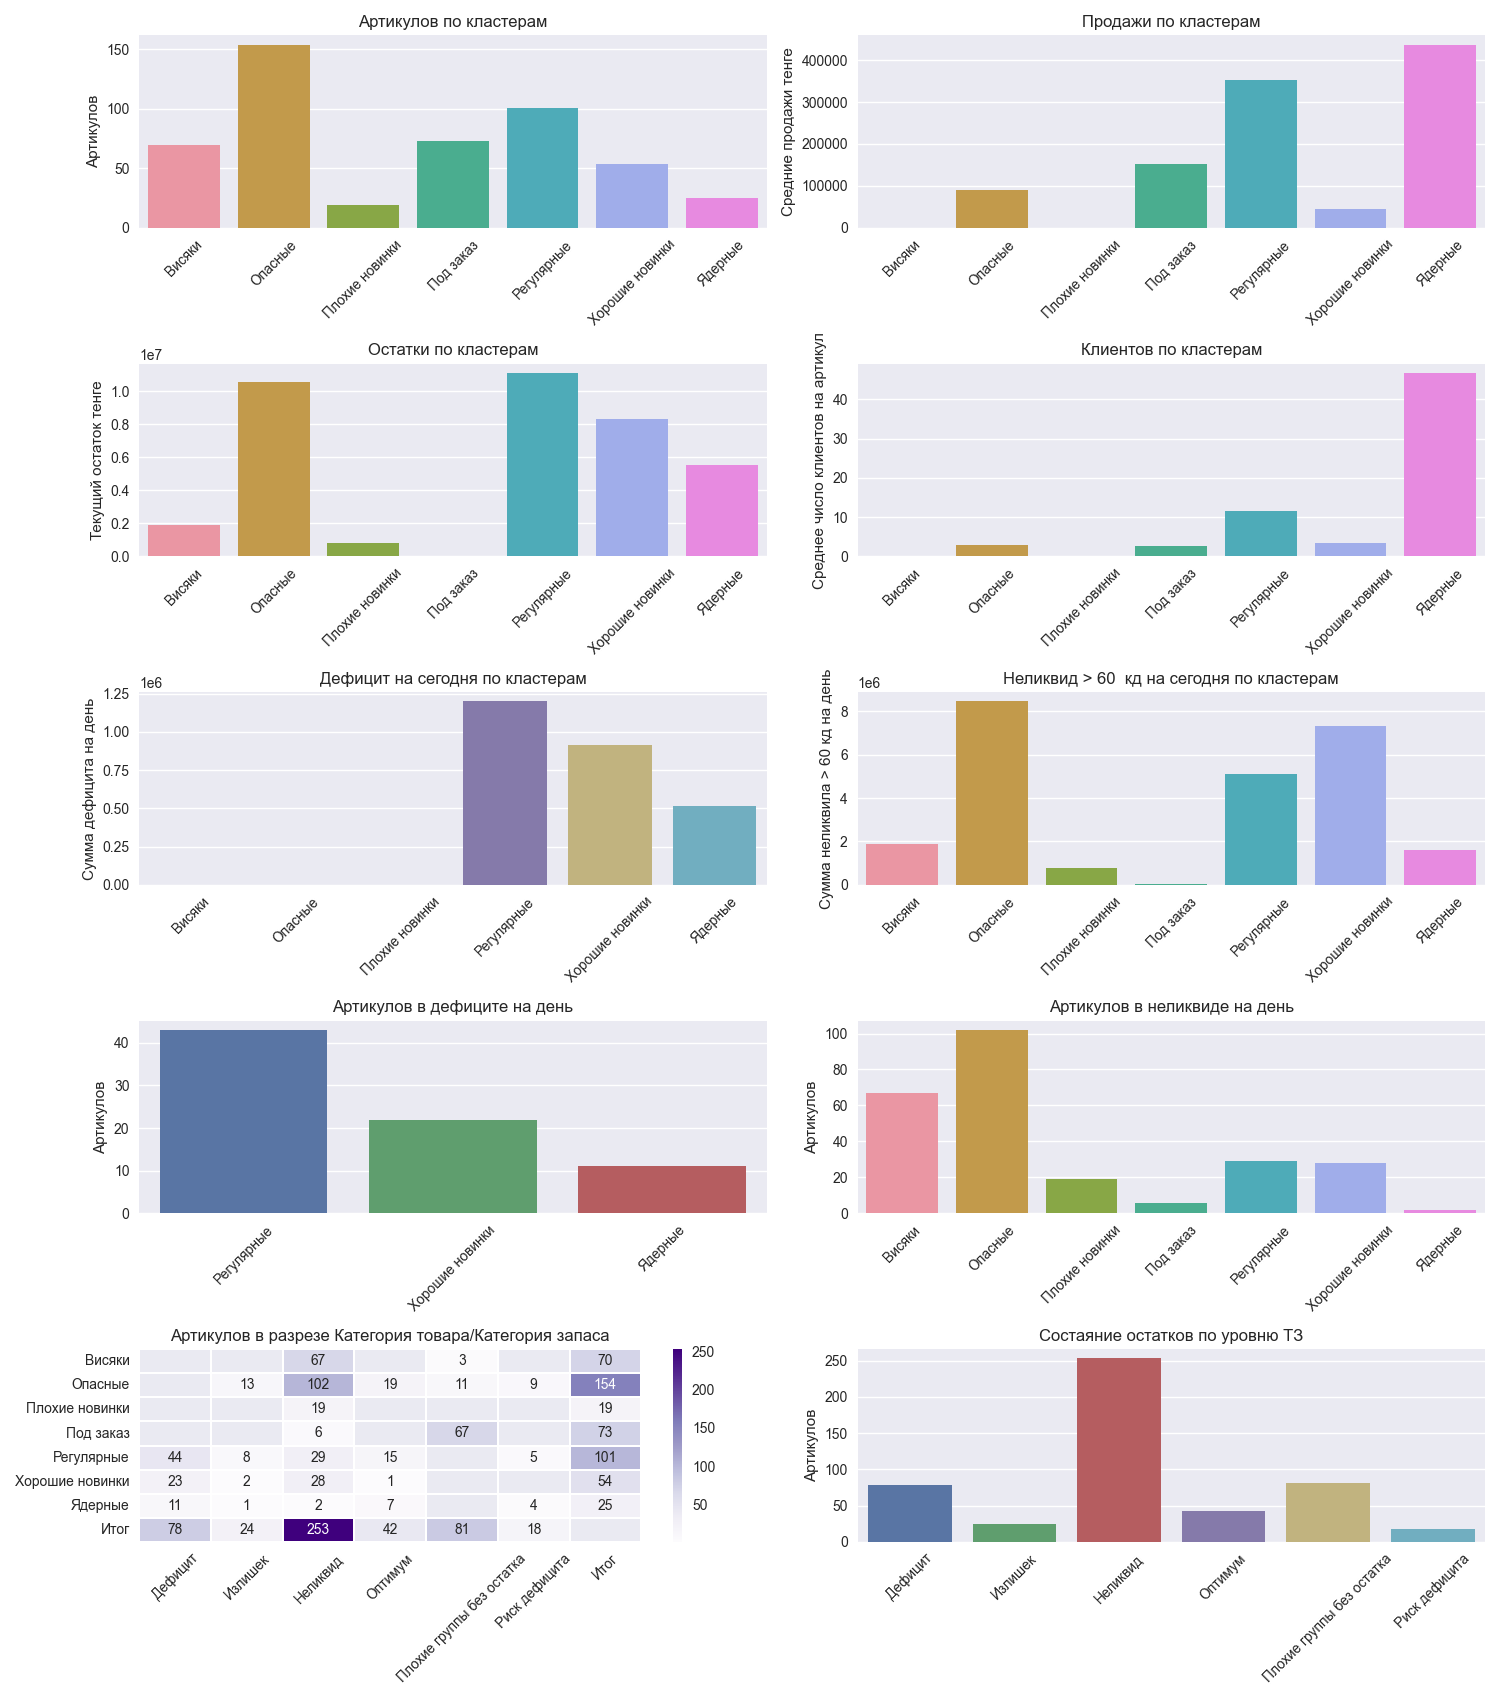 Артикулов по кластерам
Артикулов
150
100
50
0
Висяки
Опасные
Плохие новинки
Под заказ
Регулярные
Хорошие новинки
Ядерные
Продажи по кластерам
Средние продажи тенге
400000
300000
200000
100000
0
Висяки
Опасные
Плохие новинки
Под заказ
Регулярные
Хорошие новинки
Ядерные
Остатки по кластерам
1e7
Текущий остаток тенге
1.0
0.8
0.6
0.4
0.2
0.0
Висяки
Опасные
Плохие новинки
Под заказ
Регулярные
Хорошие новинки
Ядерные
Клиентов по кластерам
Среднее число клиентов на артикул
40
30
20
10
0
Висяки
Опасные
Плохие новинки
Под заказ
Регулярные
Хорошие новинки
Ядерные
Дефицит на сегодня по кластерам
1e6
Сумма дефицита на день
1.25
1.00
0.75
0.50
0.25
0.00
Висяки
Опасные
Плохие новинки
Регулярные
Хорошие новинки
Ядерные
Неликвид > 60  кд на сегодня по кластерам
1e6
Сумма неликвила > 60 кд на день
8
6
4
2
0
Висяки
Опасные
Плохие новинки
Под заказ
Регулярные
Хорошие новинки
Ядерные
Артикулов в дефиците на день
Артикулов
40
30
20
10
0
Регулярные
Хорошие новинки
Ядерные
Артикулов в неликвиде на день
Артикулов
100
80
60
40
20
0
Висяки
Опасные
Плохие новинки
Под заказ
Регулярные
Хорошие новинки
Ядерные
Артикулов в разрезе Категория товара/Категория запаса
Висяки 67 3 70
Опасные 13 102 19 11 9 154
Плохие новинки 19 19
Под заказ 6 67 73
Регулярные 44 8 29 15 5 101
Хорошие новинки 23 2 28 1 54
Ядерные 11 1 2 7 4 25
Итог 78 24 253 42 81 18
Дефицит
Излишек
Неликвид
Оптимум
Плохие группы без остатка
Риск дефицита
Итог
250
200
150
100
50
Состаяние остатков по уровню ТЗ
Артикулов
250
200
150
100
50
0
Дефицит
Излишек
Неликвид
Оптимум
Плохие группы без остатка
Риск дефицита